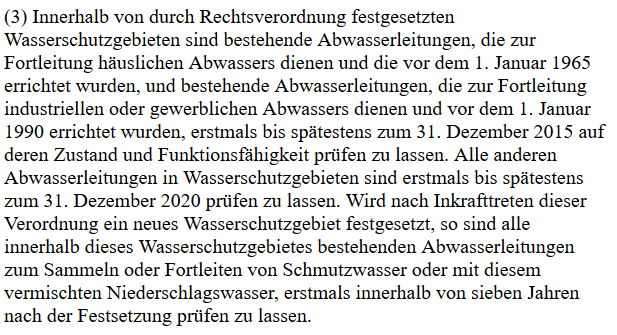 (3) Innerhalb von durch Rechtsverordnung festgesetzten
Wasserschutzgebieten sind bestehende Abwasserleitungen, die zur
Fortleitung häuslichen Abwassers dienen und die vor dem 1. Januar 1965
errichtet wurden, und bestehende Abwasserleitungen, die zur Fortleitung
industriellen oder gewerblichen Abwassers dienen und vor dem 1. Januar
1990 errichtet wurden, erstmals bis spätestens zum 31. Dezember 2015 auf
deren Zustand und Funktionsfähigkeit prüfen zu lassen. Alle anderen
Abwasserleitungen in Wasserschutzgebieten sind erstmals bis spätestens
zum 31. Dezember 2020 prüfen zu lassen. Wird nach Inkrafttreten dieser
Verordnung ein neues Wasserschutzgebiet festgesetzt, so sind alle
innerhalb dieses Wasserschutzgebietes bestehenden Abwasserleitungen
zum Sammeln oder Fortleiten von Schmutzwasser oder mit diesem
vermischten Niederschlagswasser, erstmals innerhalb von sieben Jahren
nach der Festsetzung prüfen zu lassen.